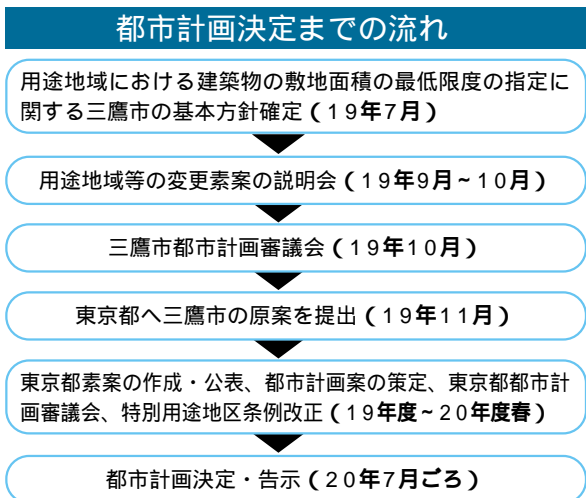 都市計画決定までの流れ
用途地域における建築物の敷地面積の最低限度の指定に
関する三鷹市の基本方針確定（19年7月）
用途地域等の変更素案の説明会（19年9月~10月）
三鷹市都市計画審議会（19年10月）
東京都へ三鷹市の原案を提出（19年11月）
東京都素案の作成・公表、都市計画案の策定、東京都都市計
画審議会、特別用途地区条例改正（19年度~20年度春）
都市計画決定・告示（20年7月ごろ）